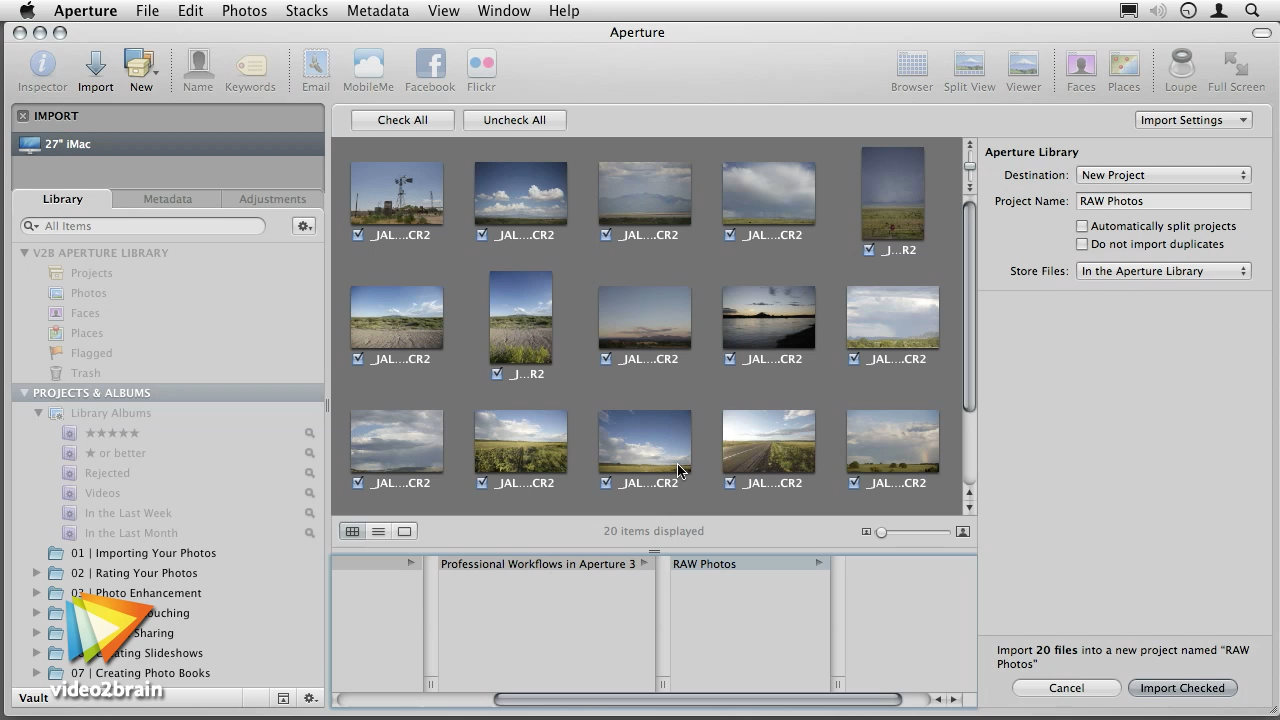 Aperture File Edit Photos Stacks Metadata View Window Help
Aperture
Inspector Import New Name Keywords Email MobileMe Facebook Flickr Browser Split View Viewer Faces Places Loupe Full Screen
IMPORT
27" iMac
Library Metadata Adjustments
All Items
V2B APERTURE LIBRARY
Projects
Photos
Faces
Places
Flagged
Trash
PROJECTS & ALBUMS
Library Albums
★★★★★
★ or better
Rejected
Videos
In the Last Week
In the Last Month
01 | Importing Your Photos
02 | Rating Your Photos
03 | Photo Enhancement
Sharing
Slideshows
07 | Creating Photo Books
Vault
video2brain
Check All Uncheck All Import Settings
_JAL....CR2 _JAL....CR2 _JAL....CR2 _JAL....CR2 _J...R2
_JAL....CR2 _J...R2 _JAL....CR2 _JAL....CR2 _JAL....CR2
_JAL....CR2 _JAL....CR2 _JAL....CR2 _JAL....CR2 _JAL....CR2
20 items displayed
Professional Workflows in Aperture 3 RAW Photos
Aperture Library
Destination: New Project
Project Name: RAW Photos
Automatically split projects
Do not import duplicates
Store Files: In the Aperture Library
Import 20 files into a new project named "RAW
Photos"
Cancel Import Checked